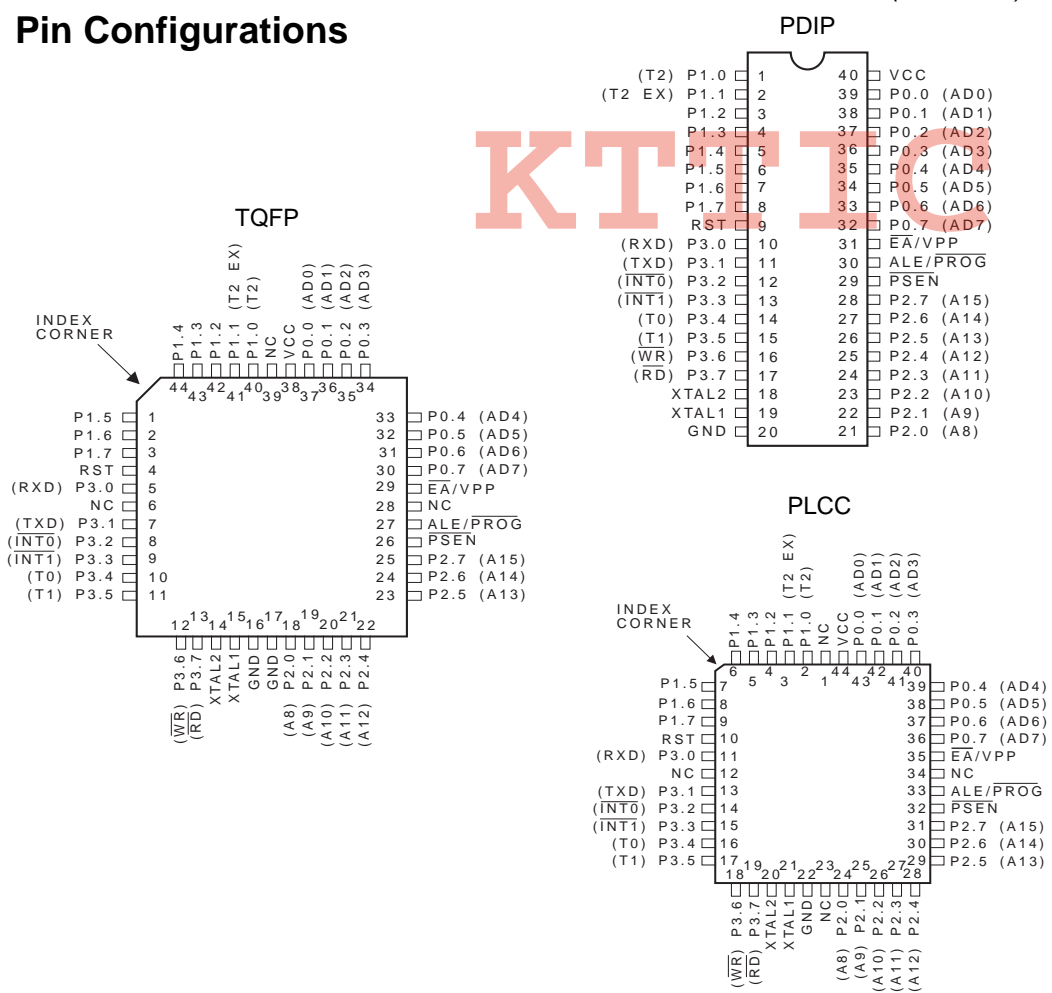 Pin Configurations
PDIP
(T2) P1.0 1 40 VCC
(T2 EX) P1.1 2 39 P0.0 (AD0)
P1.2 3 38 P0.1 (AD1)
P1.3 4 37 P0.2 (AD2)
P1.4 5 36 P0.3 (AD3)
P1.5 6 35 P0.4 (AD4)
P1.6 7 34 P0.5 (AD5)
P1.7 8 33 P0.6 (AD6)
RST 9 32 P0.7 (AD7)
(RXD) P3.0 10 31 EA/VPP
(TXD) P3.1 11 30 ALE/PROG
(INT0) P3.2 12 29 PSEN
(INT1) P3.3 13 28 P2.7 (A15)
(T0) P3.4 14 27 P2.6 (A14)
(T1) P3.5 15 26 P2.5 (A13)
(WR) P3.6 16 25 P2.4 (A12)
(RD) P3.7 17 24 P2.3 (A11)
XTAL2 18 23 P2.2 (A10)
XTAL1 19 22 P2.1 (A9)
GND 20 21 P2.0 (A8)
KTTIC
TQFP
INDEX
CORNER
P1.4
P1.3
P1.2
P1.1 (T2 EX)
P1.0 (T2)
NC
VCC
P0.0 (AD0)
P0.1 (AD1)
P0.2 (AD2)
P0.3 (AD3)
44 43 42 41 40 39 38 37 36 35 34
P1.5 1 33 P0.4 (AD4)
P1.6 2 32 P0.5 (AD5)
P1.7 3 31 P0.6 (AD6)
RST 4 30 P0.7 (AD7)
(RXD) P3.0 5 29 EA/VPP
NC 6 28 NC
(TXD) P3.1 7 27 ALE/PROG
(INT0) P3.2 8 26 PSEN
(INT1) P3.3 9 25 P2.7 (A15)
(T0) P3.4 10 24 P2.6 (A14)
(T1) P3.5 11 23 P2.5 (A13)
12 13 14 15 16 17 18 19 20 21 22
(WR) P3.6
(RD) P3.7
XTAL2
XTAL1
GND
GND
(A8) P2.0
(A9) P2.1
(A10) P2.2
(A11) P2.3
(A12) P2.4
PLCC
INDEX
CORNER
P1.4
P1.3
P1.2
P1.1 (T2 EX)
P1.0 (T2)
NC
VCC
P0.0 (AD0)
P0.1 (AD1)
P0.2 (AD2)
P0.3 (AD3)
6 5 4 3 2 1 44 43 42 41 40
P1.5 7 39 P0.4 (AD4)
P1.6 8 38 P0.5 (AD5)
P1.7 9 37 P0.6 (AD6)
RST 10 36 P0.7 (AD7)
(RXD) P3.0 11 35 EA/VPP
NC 12 34 NC
(TXD) P3.1 13 33 ALE/PROG
(INT0) P3.2 14 32 PSEN
(INT1) P3.3 15 31 P2.7 (A15)
(T0) P3.4 16 30 P2.6 (A14)
(T1) P3.5 17 29 P2.5 (A13)
18 19 20 21 22 23 24 25 26 27 28
(WR) P3.6
(RD) P3.7
XTAL2
XTAL1
GND
NC
(A8) P2.0
(A9) P2.1
(A10) P2.2
(A11) P2.3
(A12) P2.4